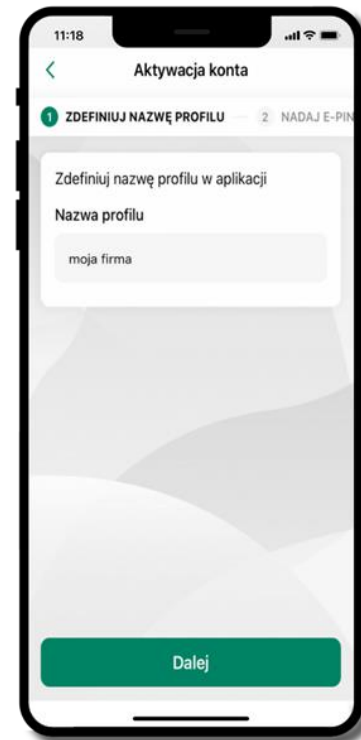 11:18
Aktywacja konta
1 ZDEFINIUJ NAZWĘ PROFILU 2 NADAJ E-PIN
Zdefiniuj nazwę profilu w aplikacji
Nazwa profilu
moja firma
Dalej